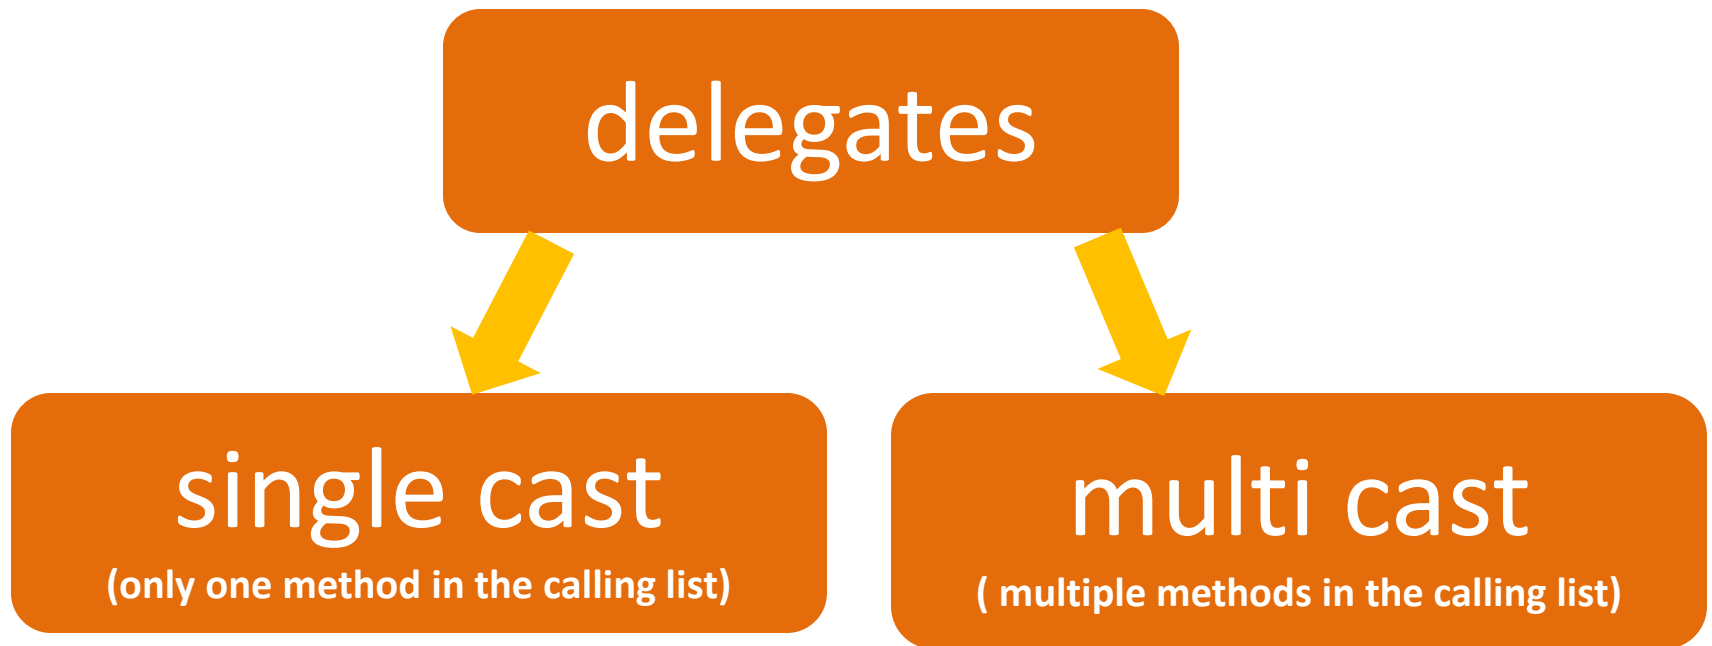 delegates
single cast
(only one method in the calling list)
multi cast
( multiple methods in the calling list)